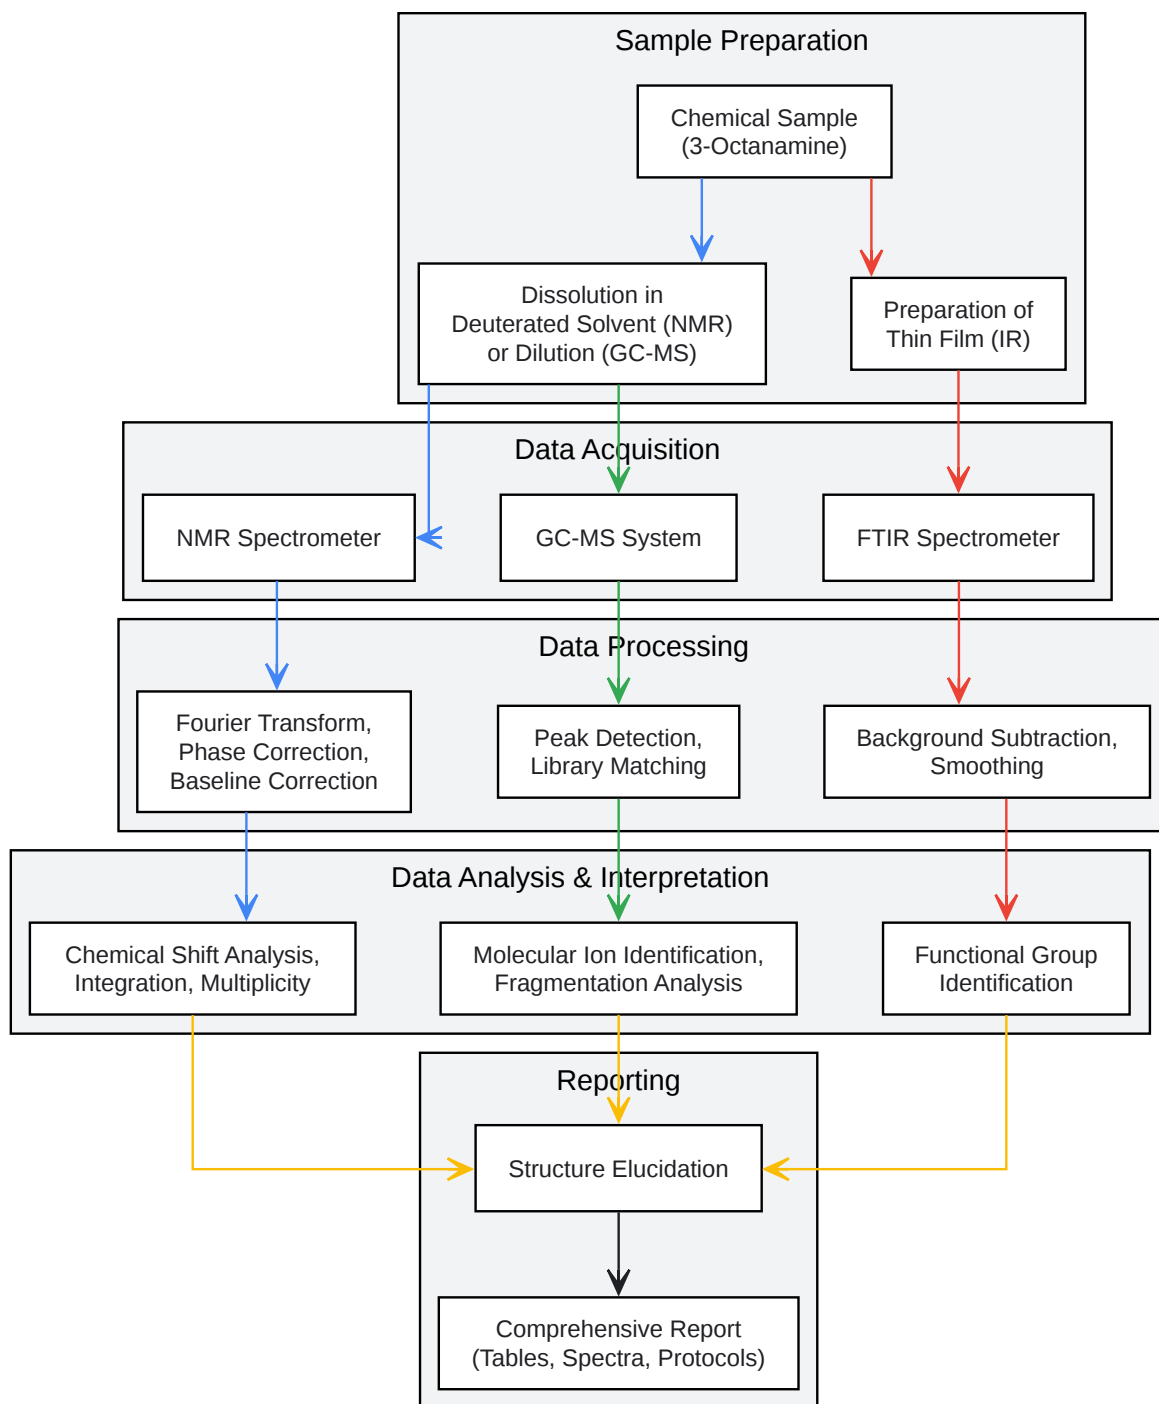 Sample Preparation
Chemical Sample
(3-Octanamine)
Dissolution in
Deuterated Solvent (NMR)
or Dilution (GC-MS)
Preparation of
Thin Film (IR)
Data Acquisition
NMR Spectrometer
GC-MS System
FTIR Spectrometer
Data Processing
Fourier Transform,
Phase Correction,
Baseline Correction
Peak Detection,
Library Matching
Background Subtraction,
Smoothing
Data Analysis & Interpretation
Chemical Shift Analysis,
Integration, Multiplicity
Molecular Ion Identification,
Fragmentation Analysis
Functional Group
Identification
Reporting
Structure Elucidation
Comprehensive Report
(Tables, Spectra, Protocols)